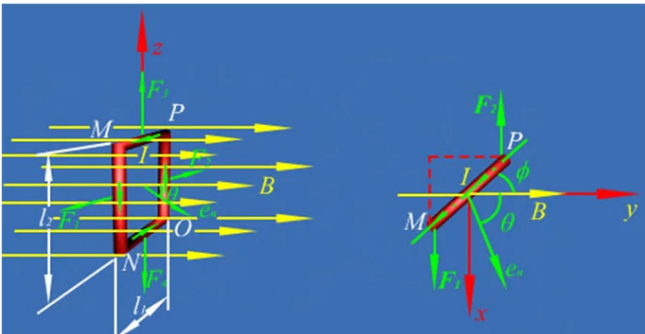 z
F₃
P
M
I
F₂
θ
B
l₂
F₁
eₙ
O
N
F₄
l₁
F₂
P
I
ϕ
M
B
y
θ
F₁
eₙ
x